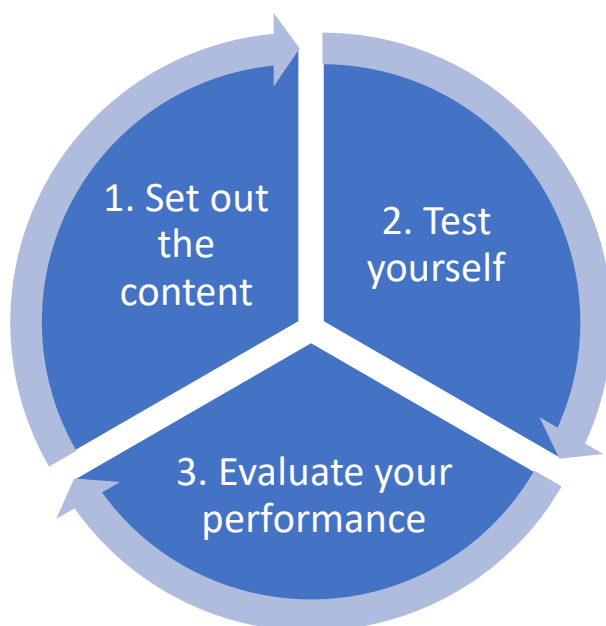 1. Set out
the
content
2. Test
yourself
3. Evaluate your
performance